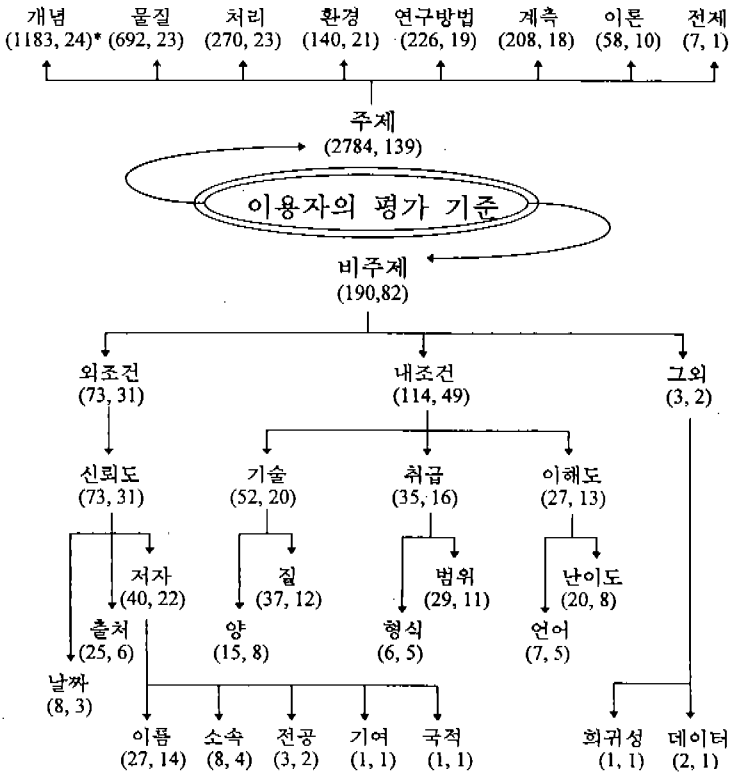 개념 물질 처리 환경 연구방법 계측 이론 전제
(1183, 24)* (692, 23) (270, 23) (140, 21) (226, 19) (208, 18) (58, 10) (7, 1)
주제
(2784, 139)
이용자의 평가 기준
비주제
(190,82)
외조건 내조건 그외
(73, 31) (114, 49) (3, 2)
신뢰도 기술 취급 이해도
(73, 31) (52, 20) (35, 16) (27, 13)
저자 질 범위 난이도
(40, 22) (37, 12) (29, 11) (20, 8)
출처 양 형식 언어
(25, 6) (15, 8) (6, 5) (7, 5)
날짜
(8, 3)
이름 소속 전공 기여 국적 희귀성 데이터
(27, 14) (8, 4) (3, 2) (1, 1) (1, 1) (1, 1) (2, 1)